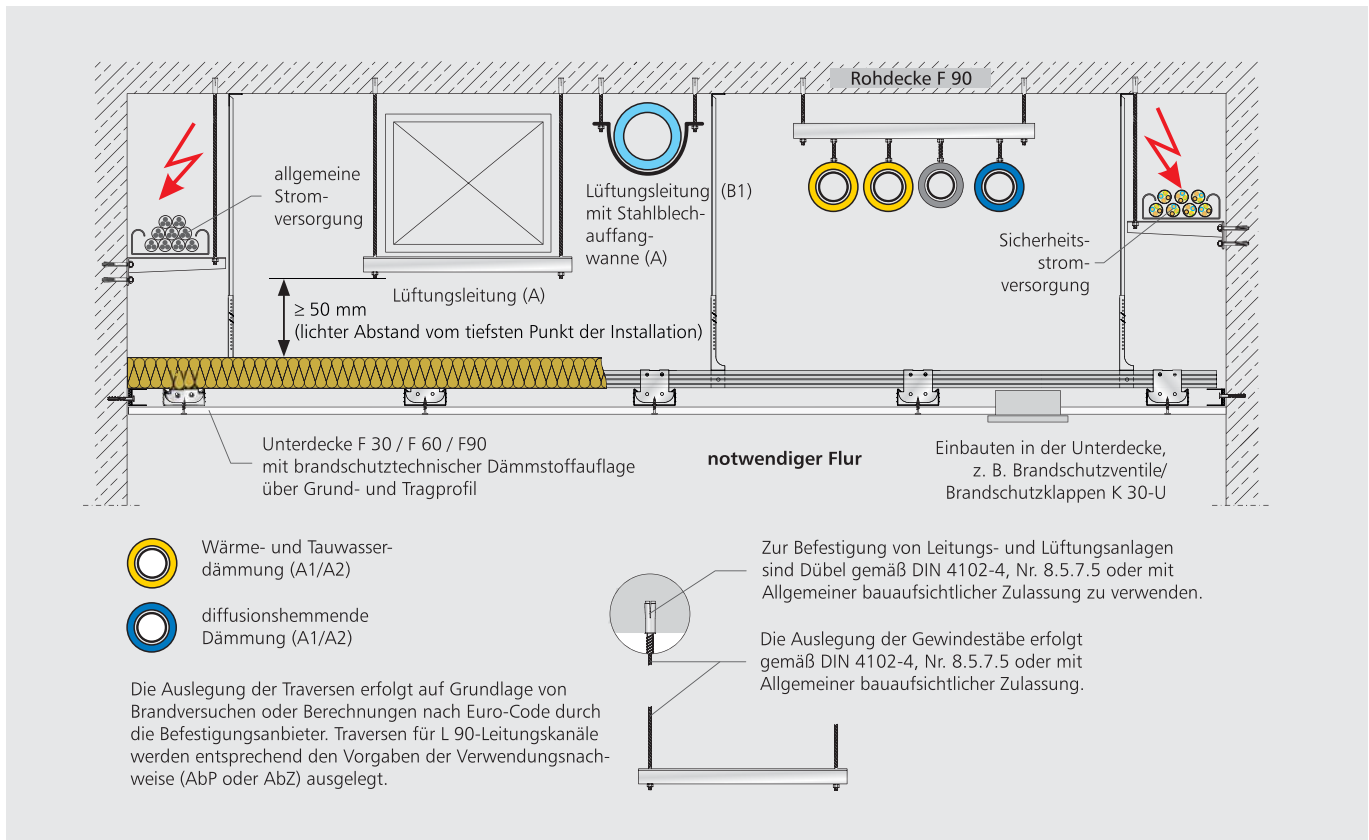 Rohdecke F 90
allgemeine
Strom-
versorgung
Lüftungsleitung (B1)
mit Stahlblech-
auffang-
wanne (A)
Sicherheits-
strom-
versorgung
Lüftungsleitung (A)
≥ 50 mm
(lichter Abstand vom tiefsten Punkt der Installation)
Unterdecke F 30 / F 60 / F90
mit brandschutztechnischer Dämmstoffauflage
über Grund- und Tragprofil
notwendiger Flur
Einbauten in der Unterdecke,
z. B. Brandschutzventile/
Brandschutzklappen K 30-U
Wärme- und Tauwasser-
dämmung (A1/A2)
diffusionshemmende
Dämmung (A1/A2)
Die Auslegung der Traversen erfolgt auf Grundlage von
Brandversuchen oder Berechnungen nach Euro-Code durch
die Befestigungsanbieter. Traversen für L 90-Leitungskanäle
werden entsprechend den Vorgaben der Verwendungsnach-
weise (AbP oder AbZ) ausgelegt.
Zur Befestigung von Leitungs- und Lüftungsanlagen
sind Dübel gemäß DIN 4102-4, Nr. 8.5.7.5 oder mit
Allgemeiner bauaufsichtlicher Zulassung zu verwenden.
Die Auslegung der Gewindestäbe erfolgt
gemäß DIN 4102-4, Nr. 8.5.7.5 oder mit
Allgemeiner bauaufsichtlicher Zulassung.